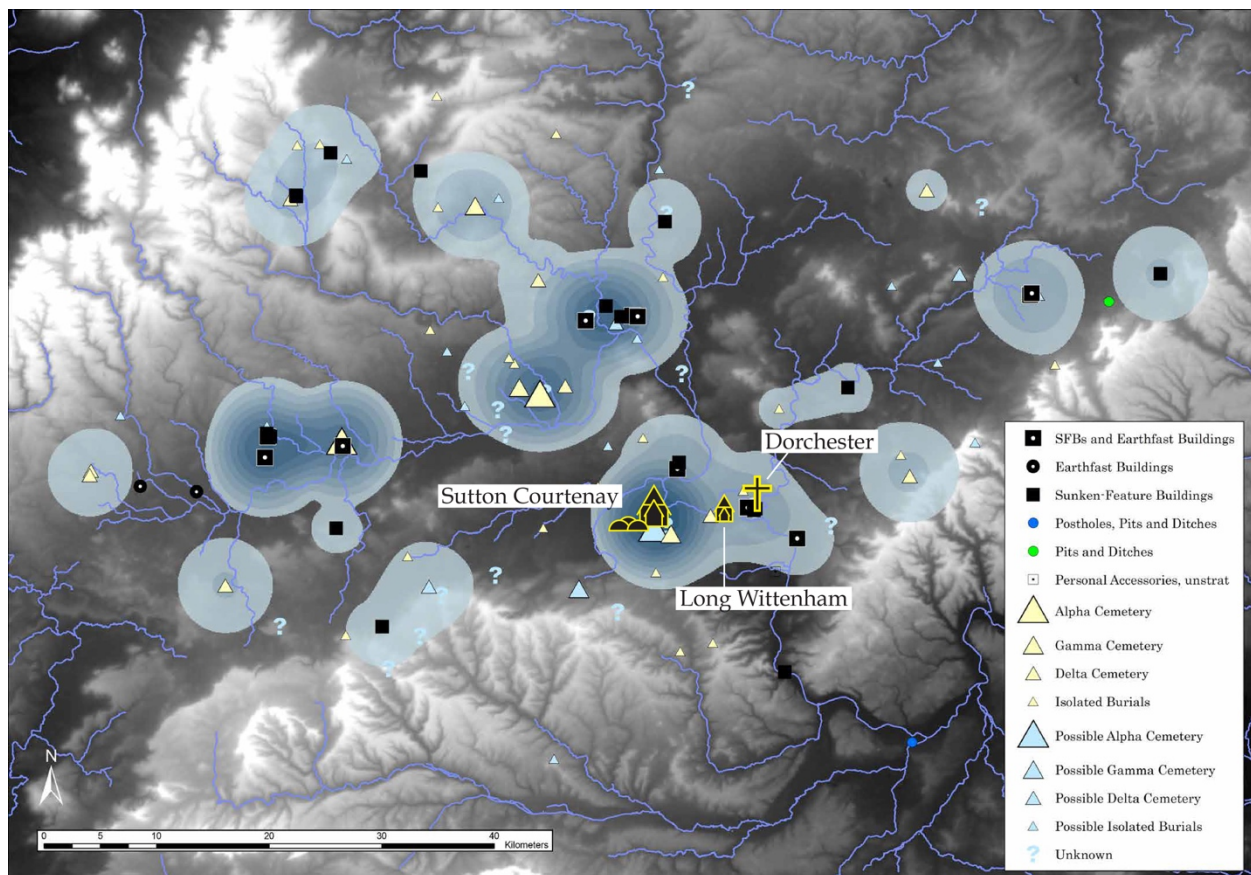 ?
?
?
?
Dorchester
Sutton Courtenay
Long Wittenham
SFBs and Earthfast Buildings
Earthfast Buildings
Sunken-Feature Buildings
Postholes, Pits and Ditches
Pits and Ditches
Personal Accessories, unstrat
Alpha Cemetery
Gamma Cemetery
Delta Cemetery
Isolated Burials
Possible Alpha Cemetery
Possible Gamma Cemetery
Possible Delta Cemetery
Possible Isolated Burials
? Unknown
N
0 5 10 20 30 40
Kilometers